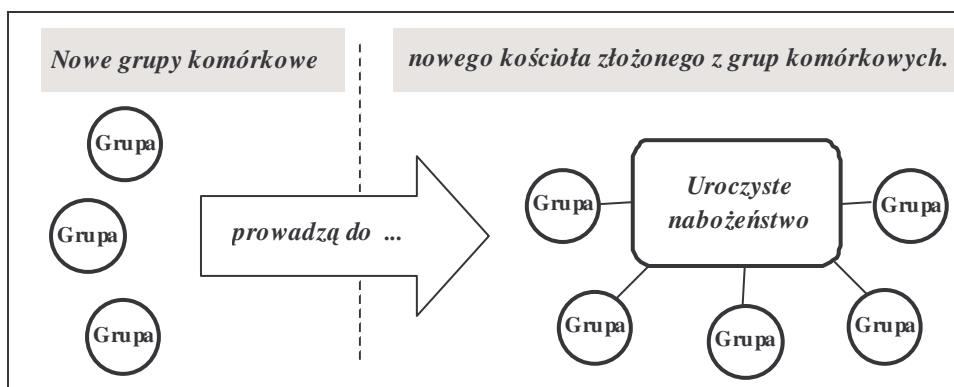 Nowe grupy komórkowe
nowego kościoła złożonego z grup komórkowych.
Grupa
Grupa
Grupa
prowadzą do ...
Uroczyste
nabożeństwo
Grupa
Grupa
Grupa
Grupa
Grupa